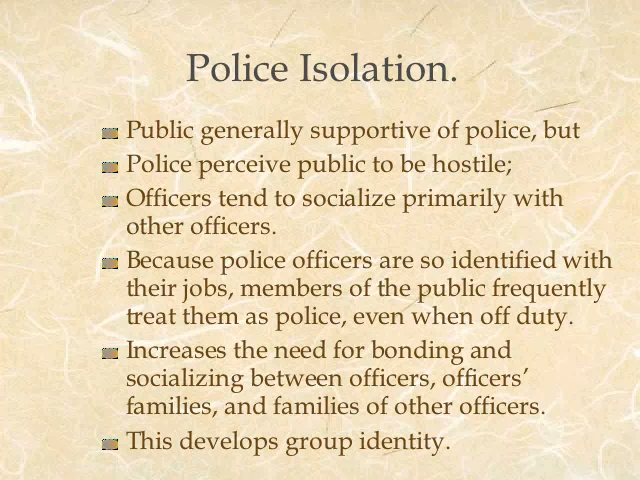 Police Isolation.
Public generally supportive of police, but
Police perceive public to be hostile;
Officers tend to socialize primarily with
other officers.
Because police officers are so identified with
their jobs, members of the public frequently
treat them as police, even when off duty.
Increases the need for bonding and
socializing between officers, officers’
families, and families of other officers.
This develops group identity.